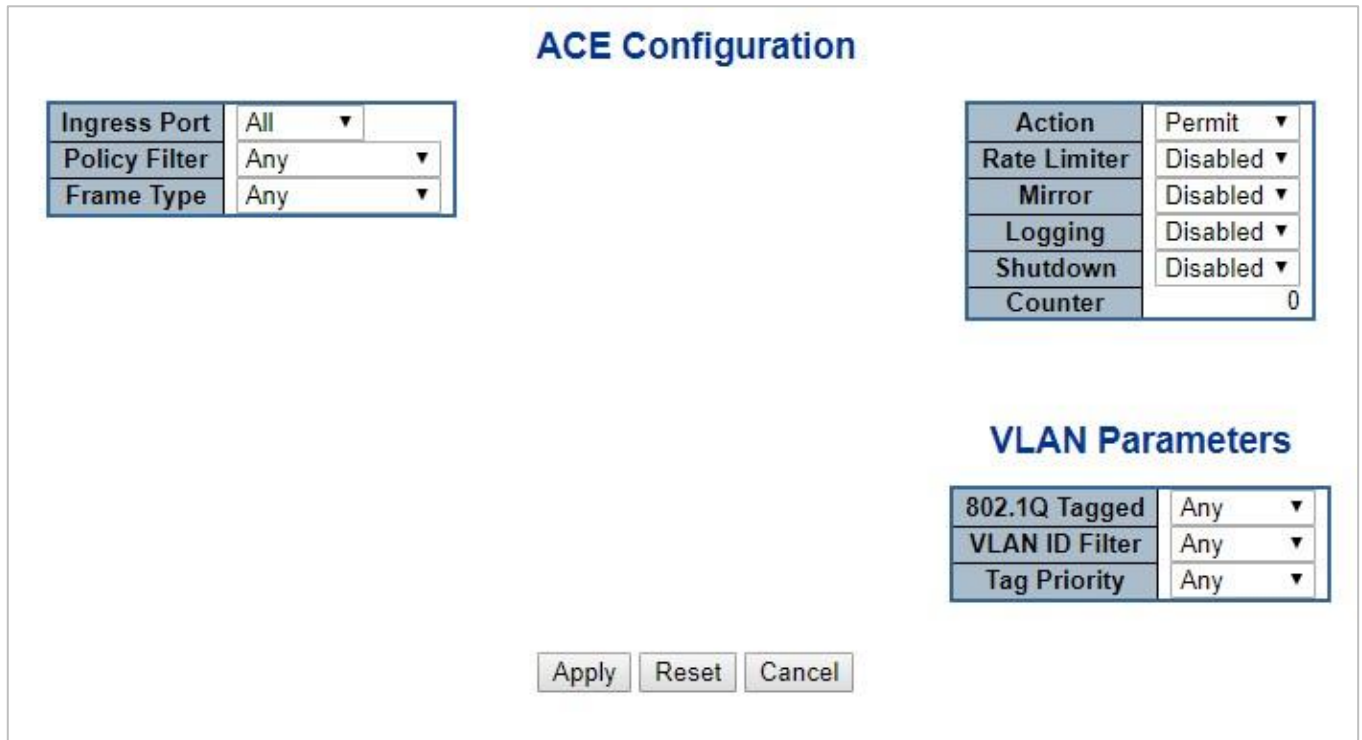 ACE Configuration
Ingress Port All
Policy Filter Any
Frame Type Any
Action Permit
Rate Limiter Disabled
Mirror Disabled
Logging Disabled
Shutdown Disabled
Counter 0
VLAN Parameters
802.1Q Tagged Any
VLAN ID Filter Any
Tag Priority Any
Apply Reset Cancel